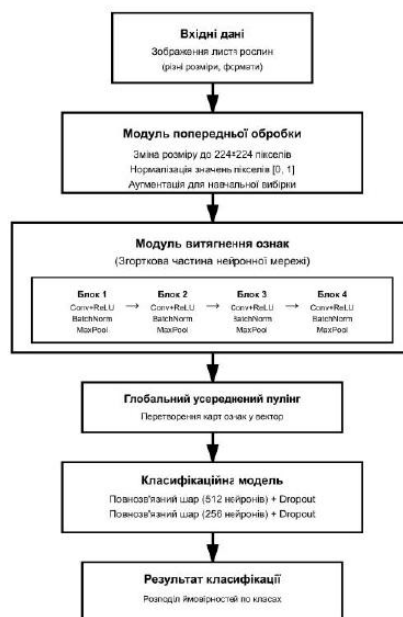 Вхідні дані
Зображення листя рослин
(різні розміри, формати)
Модуль попередньої обробки
Зміна розміру до 224×224 пікселів
Нормалізація значень пікселів [0, 1]
Аугментація для навчальної вибірки
Модуль витягнення ознак
(Згорткова частина нейронної мережі)
Блок 1 → Блок 2 → Блок 3 → Блок 4
Conv+ReLU Conv+ReLU Conv+ReLU Conv+ReLU
BatchNorm BatchNorm BatchNorm BatchNorm
MaxPool MaxPool MaxPool MaxPool
Глобальний усереднений пулінг
Перетворення карт ознак у вектор
Класифікаційна модель
Повнозв'язний шар (512 нейронів) + Dropout
Повнозв'язний шар (256 нейронів) + Dropout
Результат класифікації
Розподіл ймовірностей по класах